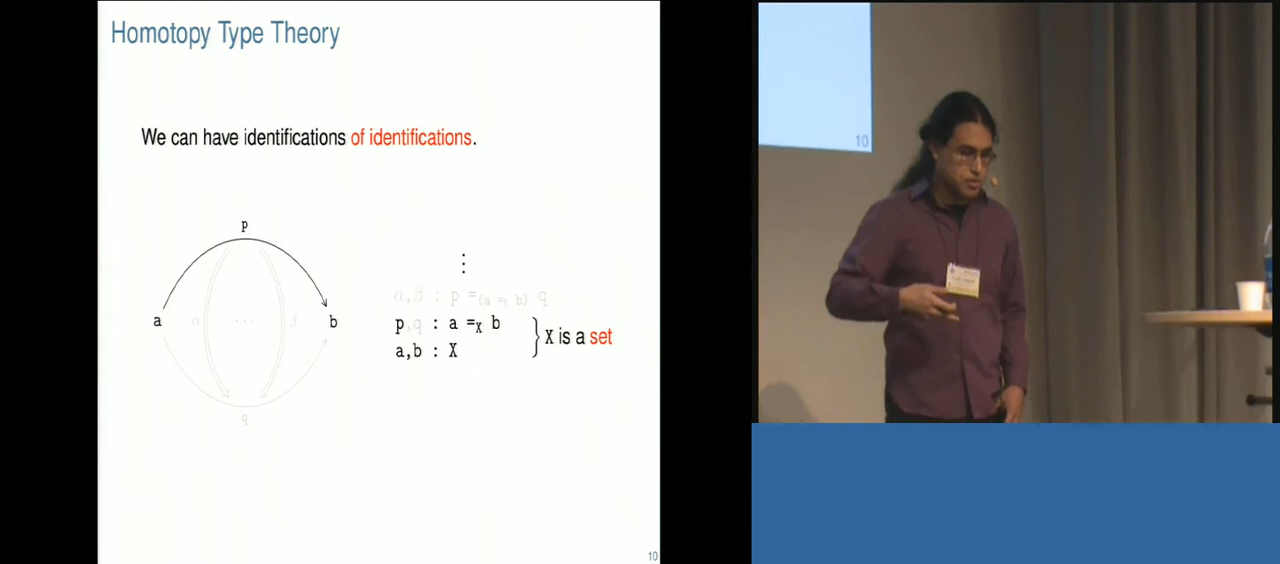 Homotopy Type Theory
We can have identifications of identifications.
p
a
α
⋯
β
b
q
⋮
α,β : p =(a =X b) q
p,q : a =X b
a,b : X
X is a set
10
10